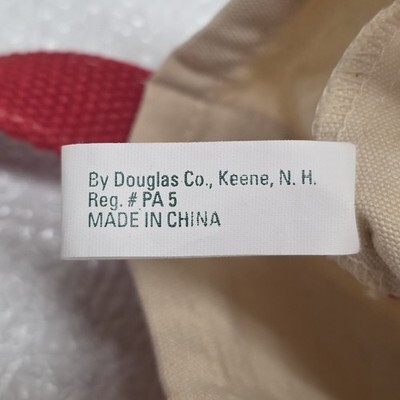 By Douglas Co., Keene, N. H.
Reg. # PA 5
MADE IN CHINA